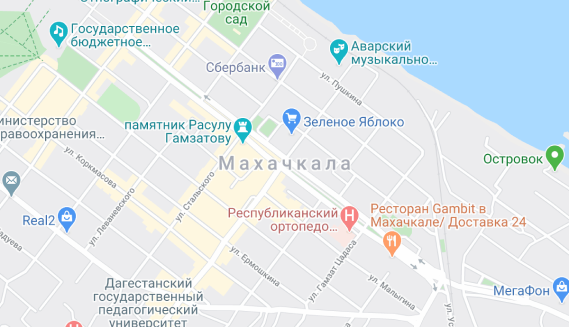 Городской
сад
Государственное
бюджетное...
Аварский
музыкально...
Сбербанк
ул. Пушкина
инистерство
равоохранения...
памятник Расулу
Гамзатову
Зеленое Яблоко
Махачкала
Островок
ул. Коркмасова
ул. Леваневского
ул. Стальского
Real2
Республиканский
ортопедо...
Ресторан Gambit в
Махачкале/ Доставка 24
ул. Ермошкина
ул. Гамзат Цадаса
ул. Малыгина
Дагестанский
государственный
педагогический
университет
МегаФон